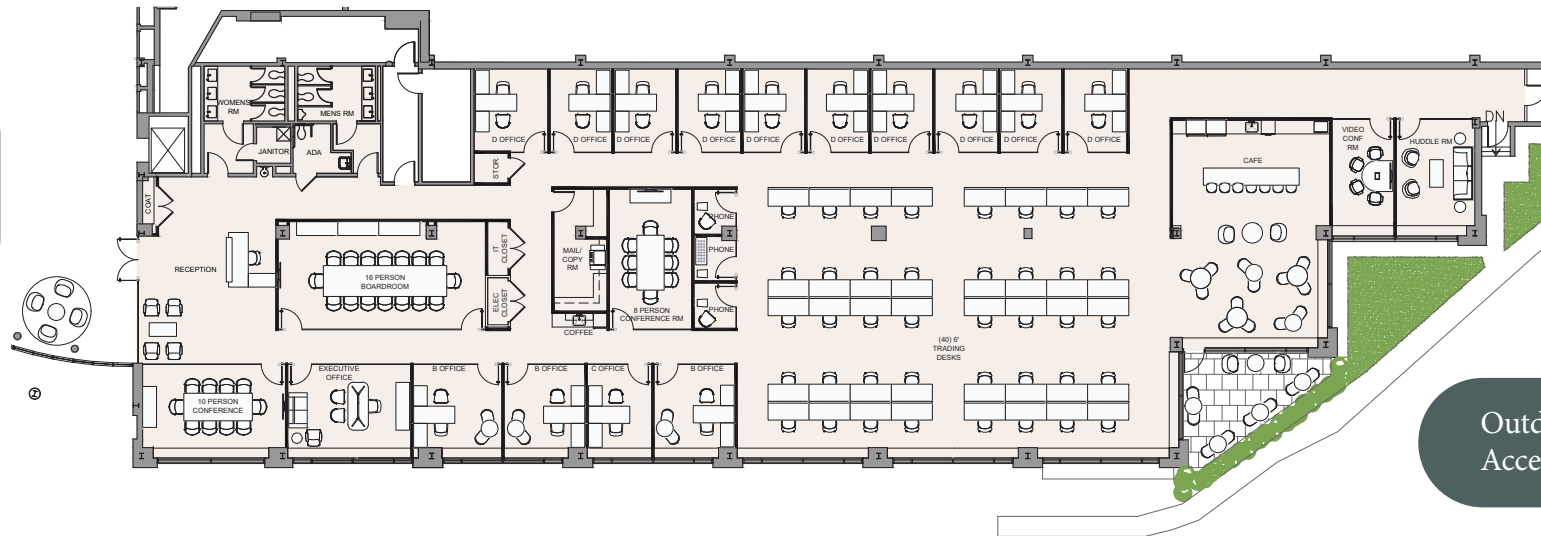 WOMENS
RM
MENS RM
JANITOR
ADA
COAT
STOR.
D OFFICE
D OFFICE
D OFFICE
D OFFICE
D OFFICE
D OFFICE
D OFFICE
D OFFICE
D OFFICE
D OFFICE
VIDEO
CONF
RM
HUDDLE RM
DN
CAFE
RECEPTION
16 PERSON
BOARDROOM
IT
CLOSET
ELEC
CLOSET
MAIL/
COPY
RM
COFFEE
8 PERSON
CONFERENCE RM
PHONE
PHONE
PHONE
(40) 6'
TRADING
DESKS
10 PERSON
CONFERENCE
EXECUTIVE
OFFICE
B OFFICE
B OFFICE
C OFFICE
B OFFICE
Outd
Acce